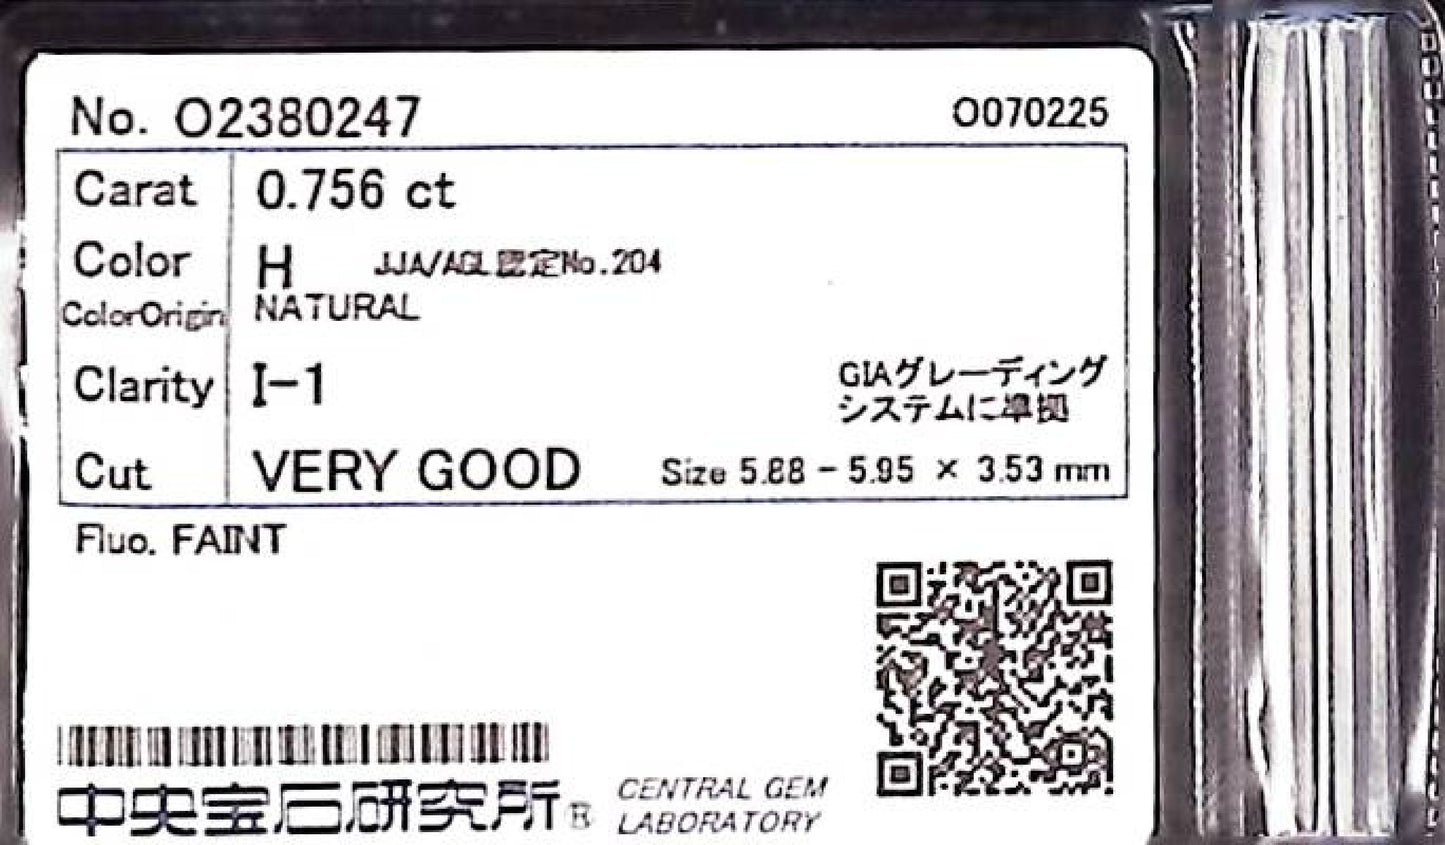 No. O2380247 O070225
Carat 0.756 ct
Color H JJA/AGL認定No.204
ColorOrigin NATURAL
Clarity I-1 GIAグレーディング
システムに準拠
Cut VERY GOOD Size 5.88 - 5.95 × 3.53 mm
Fluo. FAINT
中央宝石研究所® CENTRAL GEM
LABORATORY